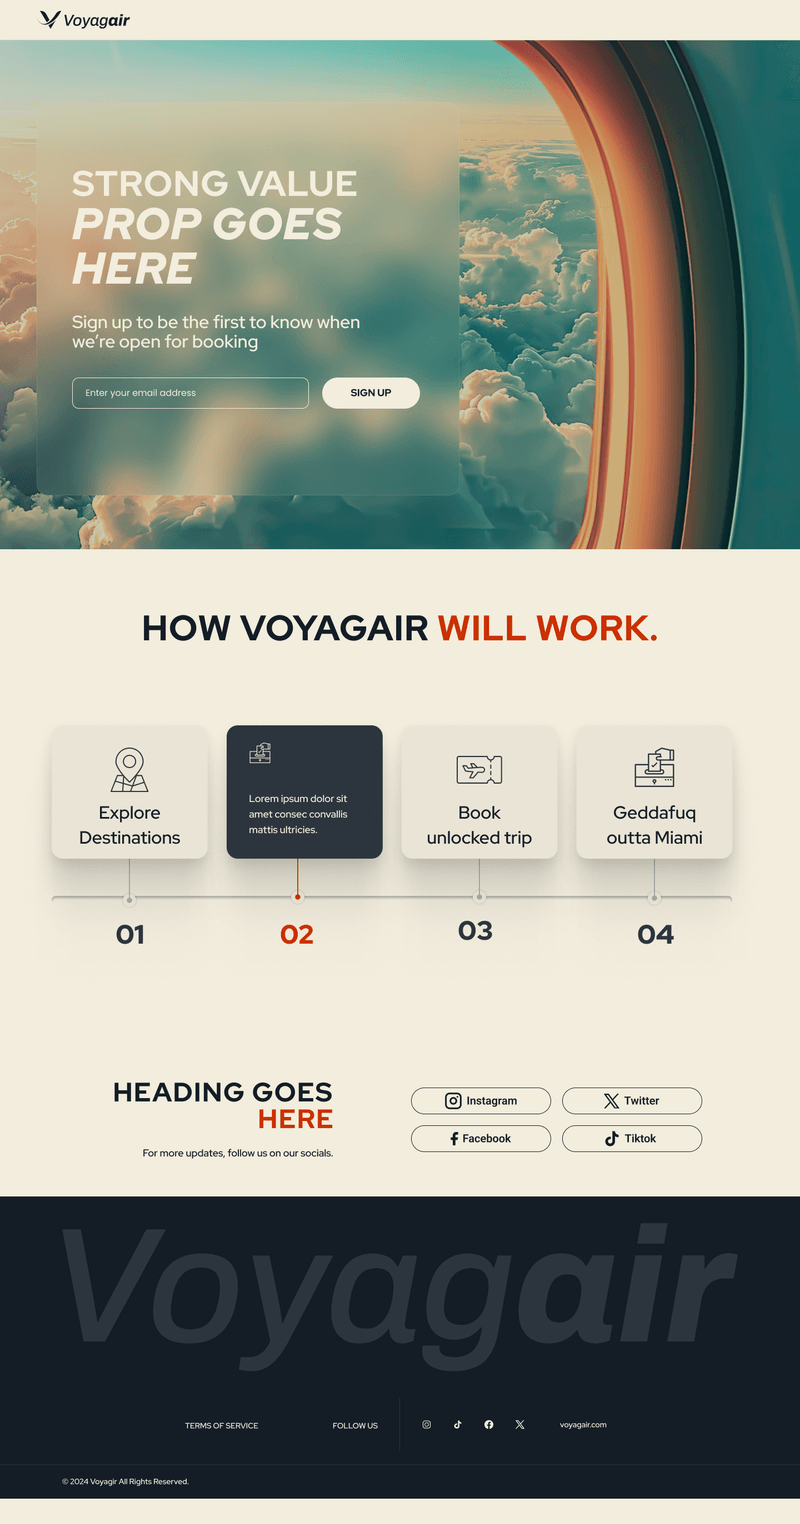 Voyagair
STRONG VALUE
PROP GOES
HERE
Sign up to be the first to know when
we're open for booking
Enter your email address
SIGN UP
HOW VOYAGAIR WILL WORK.
Explore
Destinations
Lorem ipsum dolor sit
amet consec convallis
mattis ultricies.
Book
unlocked trip
Geddafuq
outta Miami
01
02
03
04
HEADING GOES
HERE
For more updates, follow us on our socials.
Instagram
Twitter
Facebook
Tiktok
Voyagair
TERMS OF SERVICE
FOLLOW US
voyagair.com
© 2024 Voyagir All Rights Reserved.